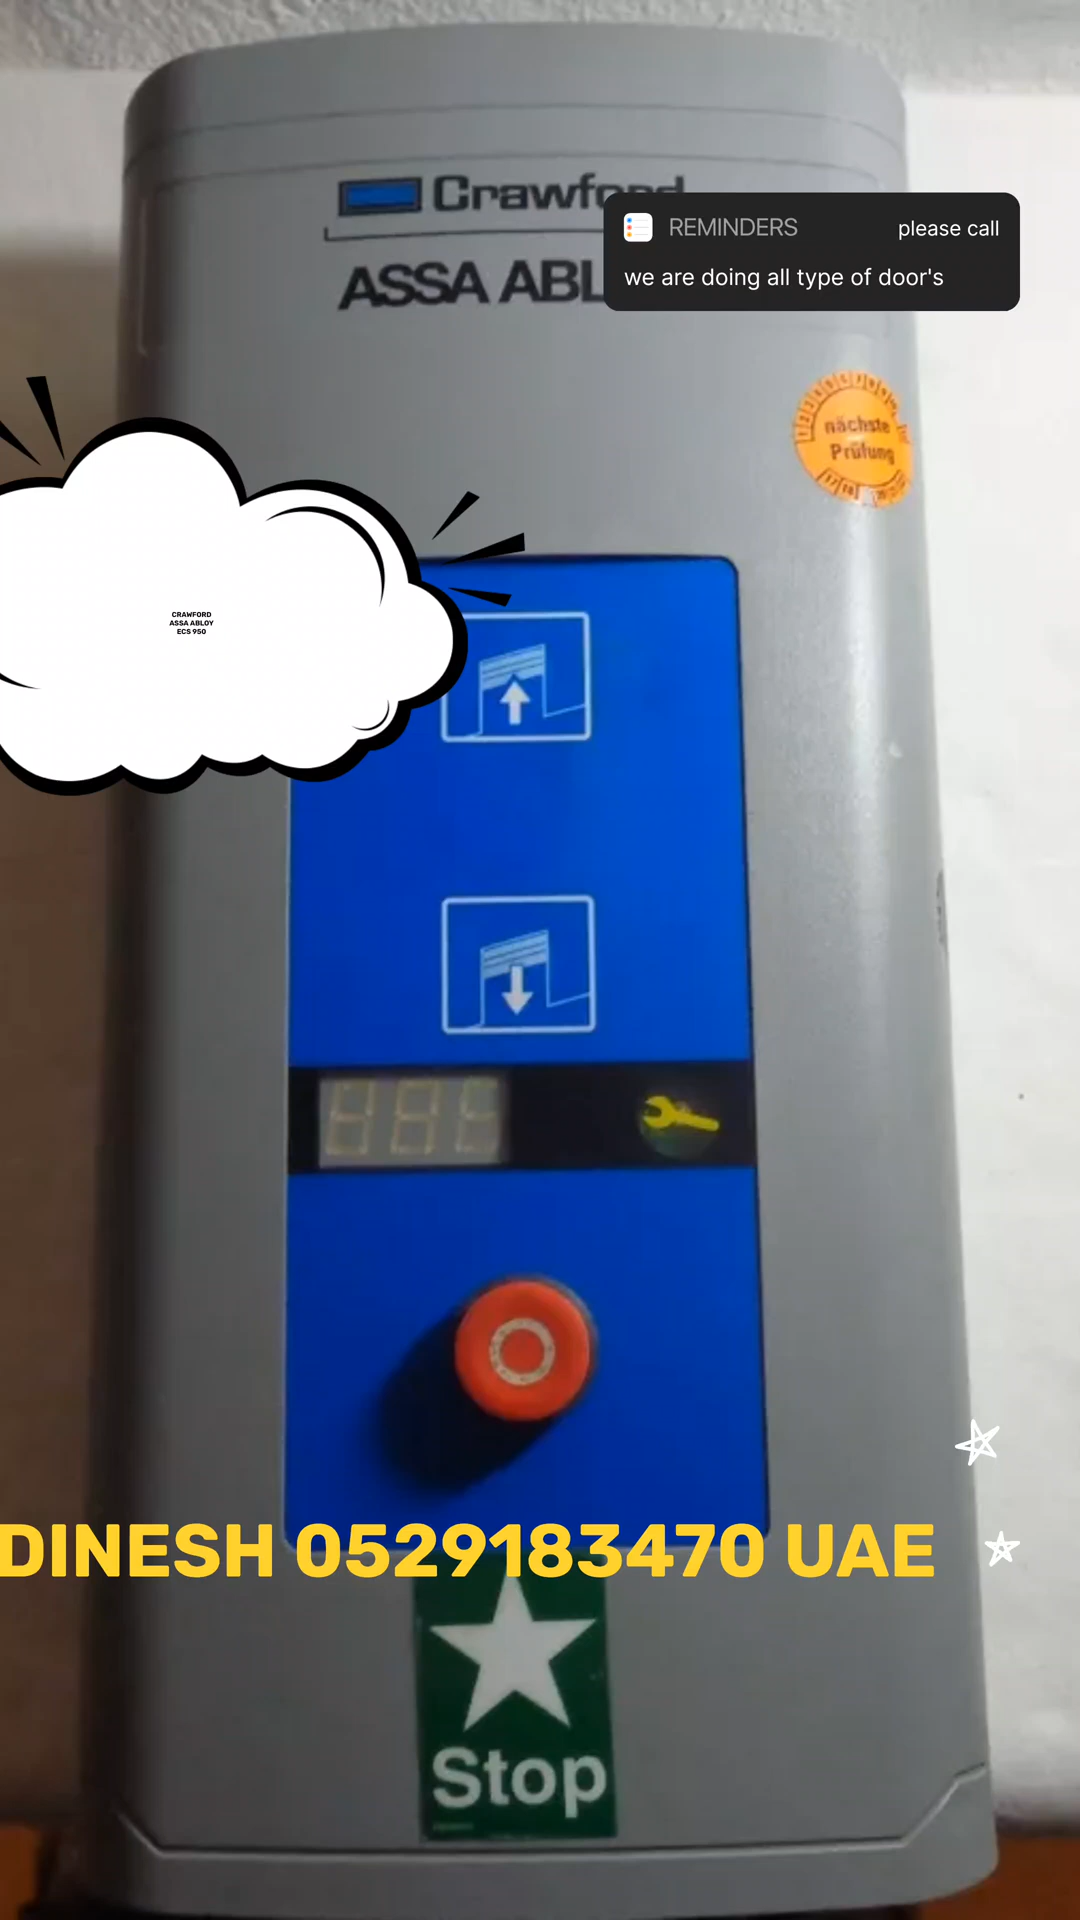 Crawford
ASSA ABL
REMINDERS please call
we are doing all type of door's
nächste
Prüfung
CRAWFORD
ASSA ABLOY
ECS 950
DINESH 0529183470 UAE
Stop